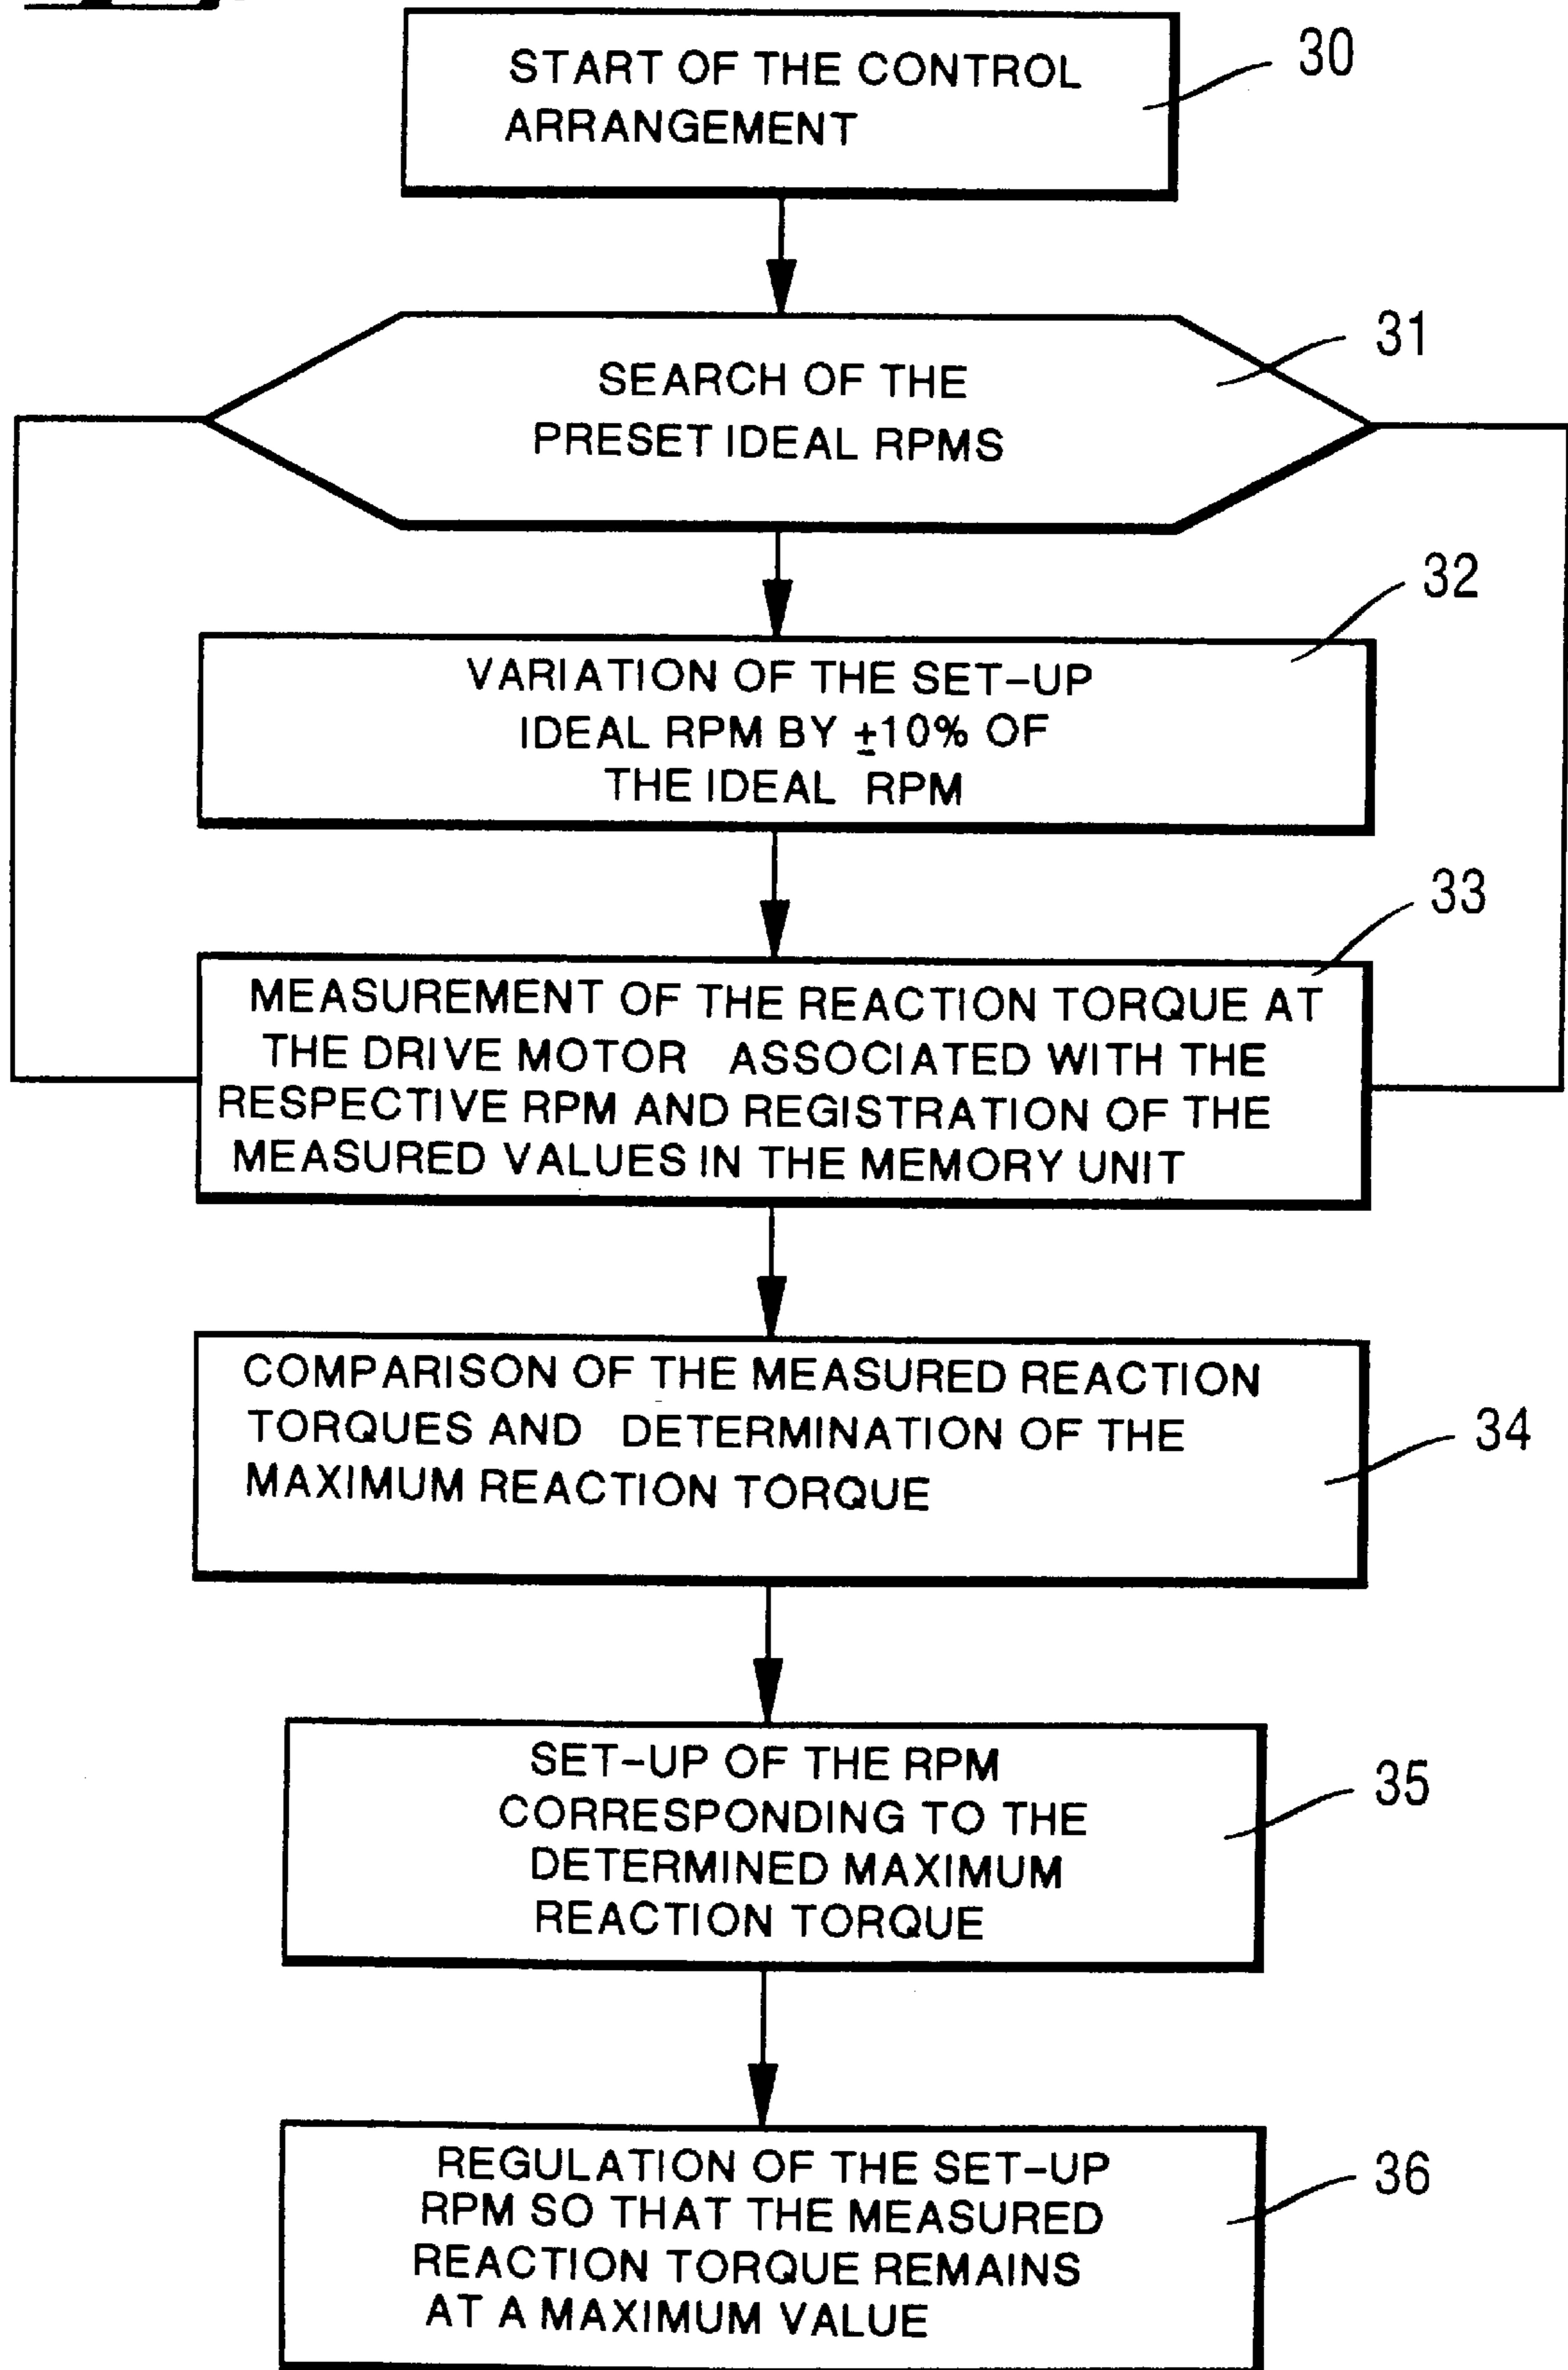 START OF THE CONTROL
ARRANGEMENT
30
SEARCH OF THE
PRESET IDEAL RPMS
31
VARIATION OF THE SET-UP
IDEAL RPM BY ±10% OF
THE IDEAL RPM
32
MEASUREMENT OF THE REACTION TORQUE AT
THE DRIVE MOTOR ASSOCIATED WITH THE
RESPECTIVE RPM AND REGISTRATION OF THE
MEASURED VALUES IN THE MEMORY UNIT
33
COMPARISON OF THE MEASURED REACTION
TORQUES AND DETERMINATION OF THE
MAXIMUM REACTION TORQUE
34
SET-UP OF THE RPM
CORRESPONDING TO THE
DETERMINED MAXIMUM
REACTION TORQUE
35
REGULATION OF THE SET-UP
RPM SO THAT THE MEASURED
REACTION TORQUE REMAINS
AT A MAXIMUM VALUE
36